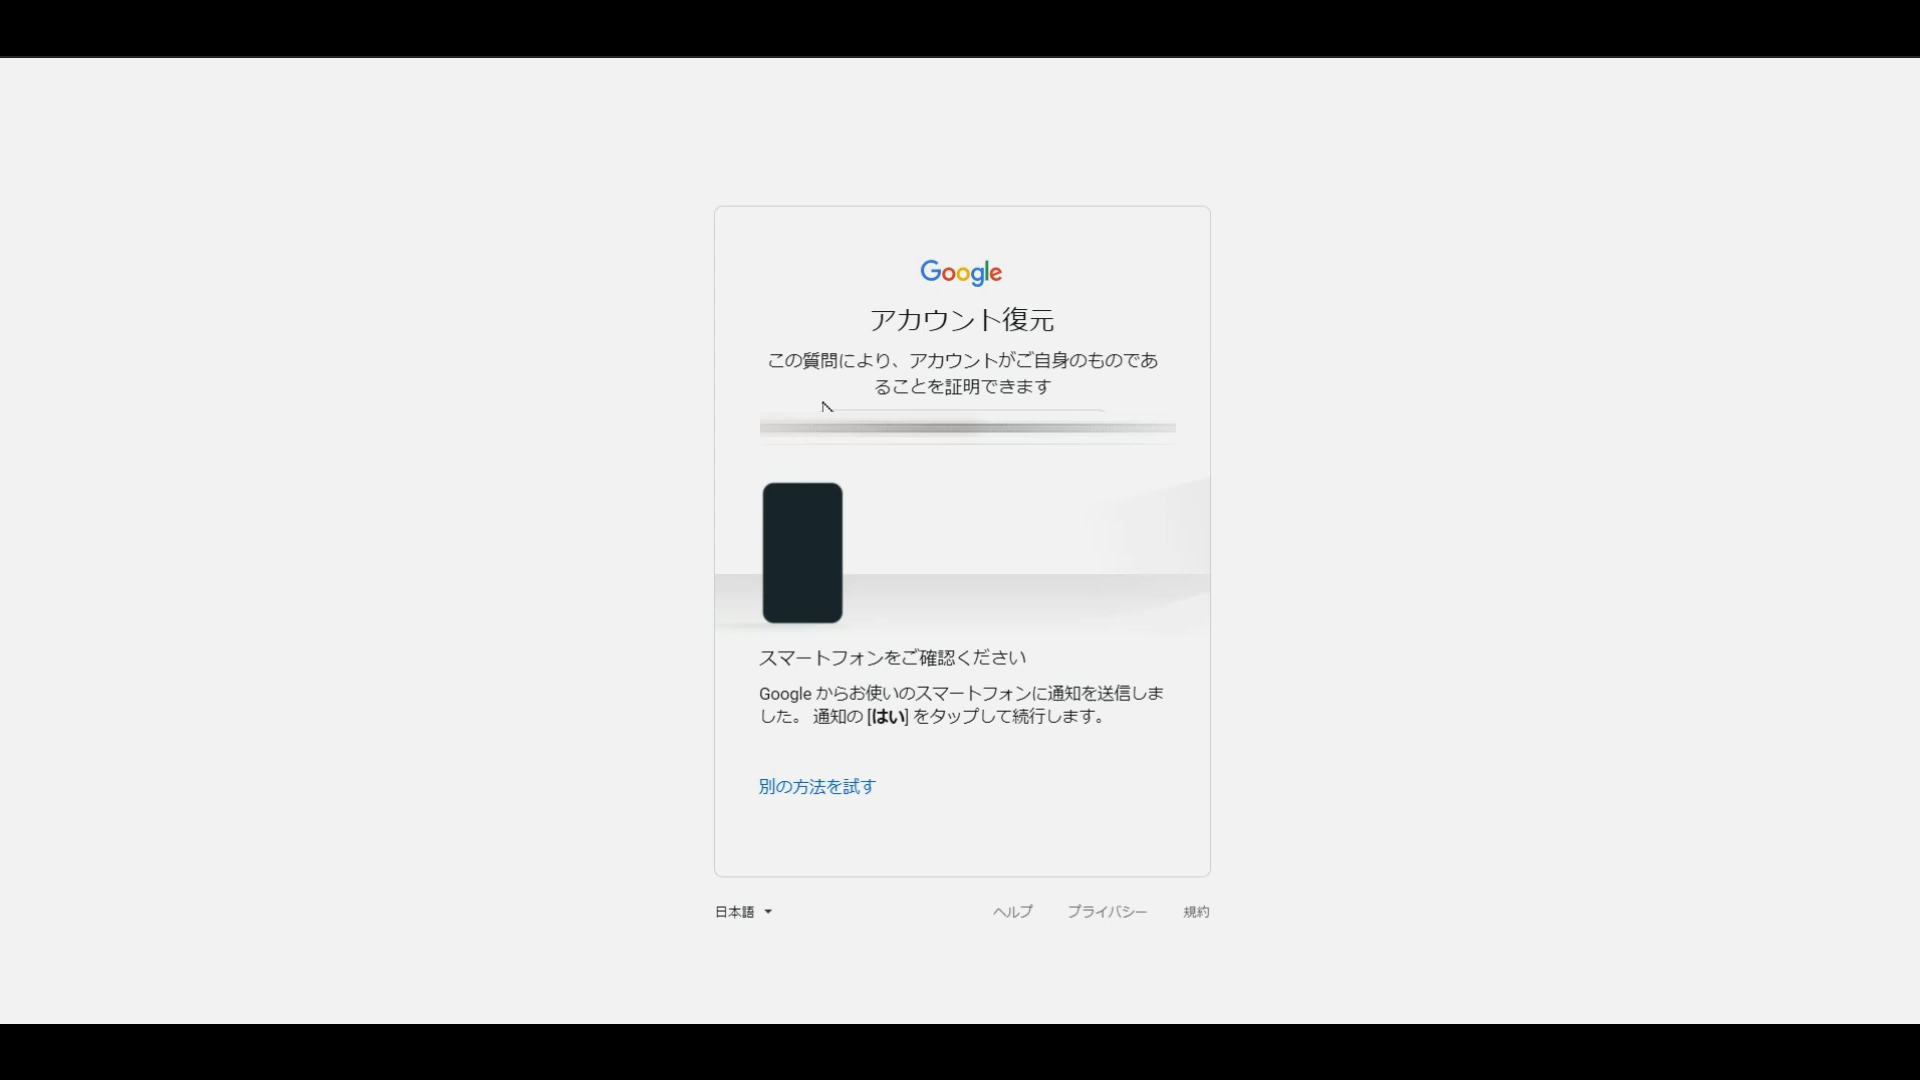 Google
アカウント復元
この質問により、アカウントがご自身のものであ
ることを証明できます
スマートフォンをご確認ください
Google からお使いのスマートフォンに通知を送信しま
した。 通知の [はい] をタップして続行します。
別の方法を試す
日本語 ヘルプ プライバシー 規約